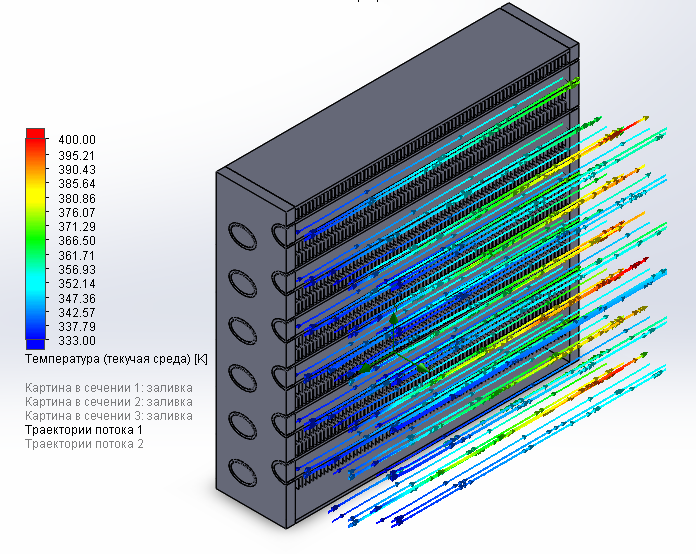 400.00
395.21
390.43
385.64
380.86
376.07
371.29
366.50
361.71
356.93
352.14
347.36
342.57
337.79
333.00
Температура (текучая среда) [K]
Картина в сечении 1: заливка
Картина в сечении 2: заливка
Картина в сечении 3: заливка
Траектории потока 1
Траектории потока 2